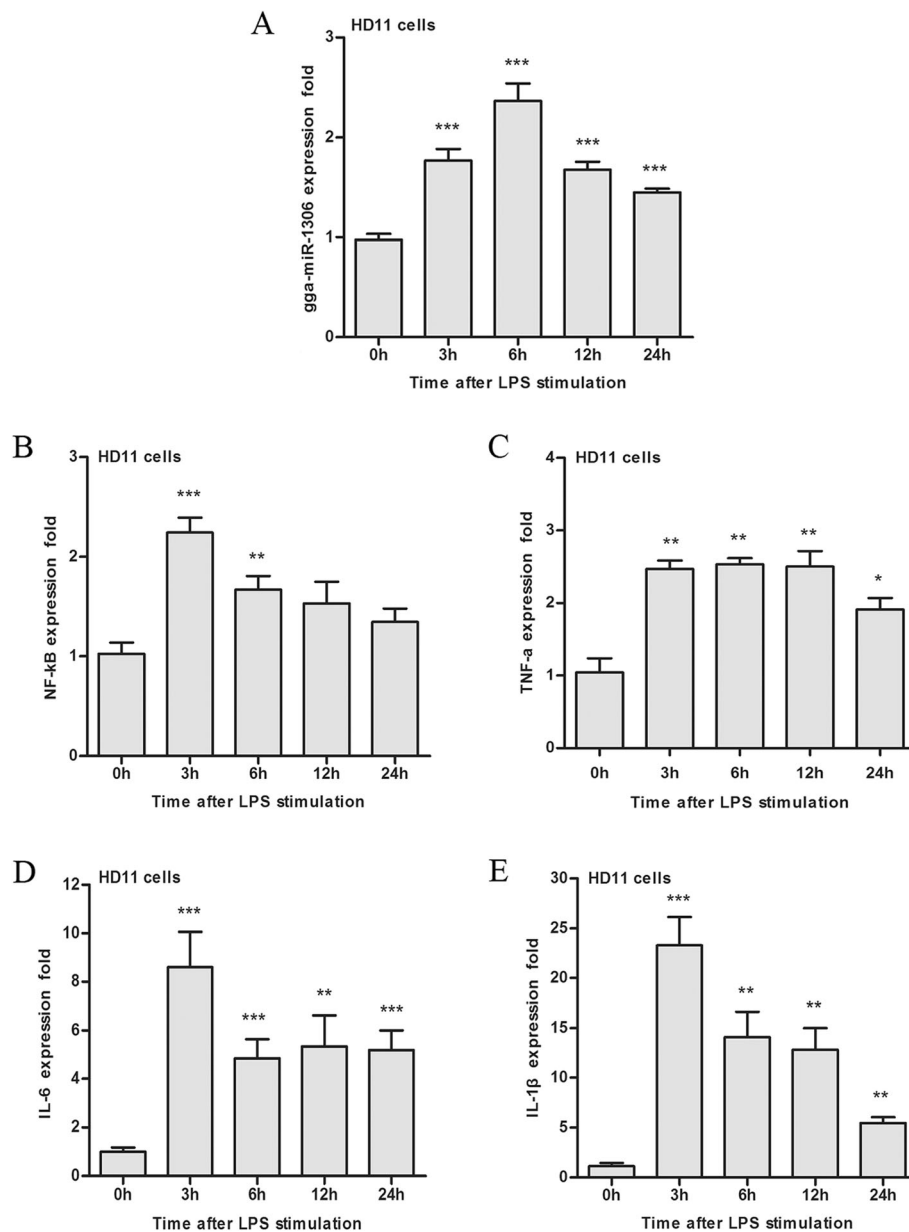 A
HD11 cells
gga-miR-1306 expression fold
3
2
1
0
***
***
***
***
0h 3h 6h 12h 24h
Time after LPS stimulation
B
HD11 cells
NF-kB expression fold
3
2
1
0
***
**
0h 3h 6h 12h 24h
Time after LPS stimulation
C
HD11 cells
TNF-a expression fold
4
3
2
1
0
**
**
**
*
0h 3h 6h 12h 24h
Time after LPS stimulation
D
HD11 cells
IL-6 expression fold
12
10
8
6
4
2
0
***
***
**
***
0h 3h 6h 12h 24h
Time after LPS stimulation
E
HD11 cells
IL-1β expression fold
30
25
20
15
10
5
0
***
**
**
**
0h 3h 6h 12h 24h
Time after LPS stimulation